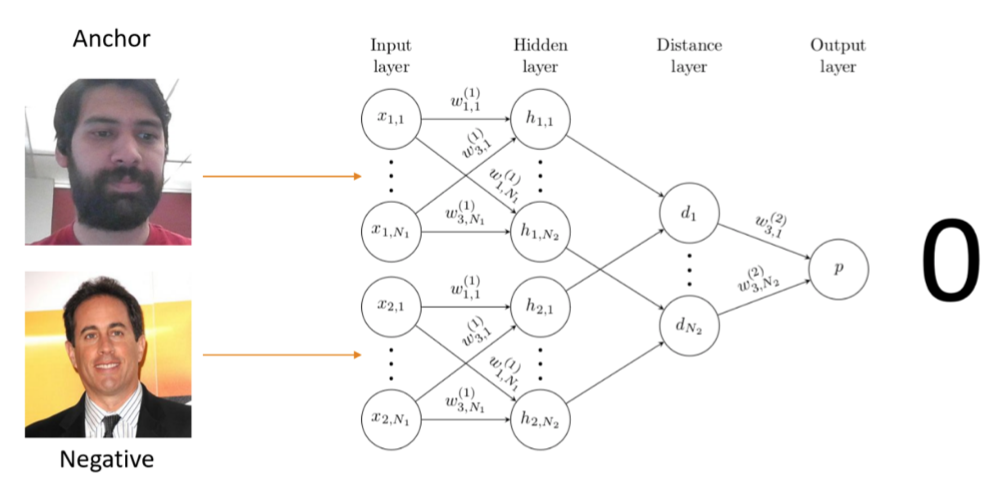 Anchor
Input layer
Hidden layer
Distance layer
Output layer
x_{1,1}
w_{1,1}^{(1)}
h_{1,1}
w_{3,1}^{(1)}
w_{1,N_1}^{(1)}
x_{1,N_1}
w_{3,N_1}^{(1)}
h_{1,N_2}
d_1
w_{3,1}^{(2)}
p
0
x_{2,1}
w_{1,1}^{(1)}
h_{2,1}
w_{3,1}^{(1)}
w_{1,N_1}^{(1)}
d_{N_2}
w_{3,N_2}^{(2)}
x_{2,N_1}
w_{3,N_1}^{(1)}
h_{2,N_2}
Negative